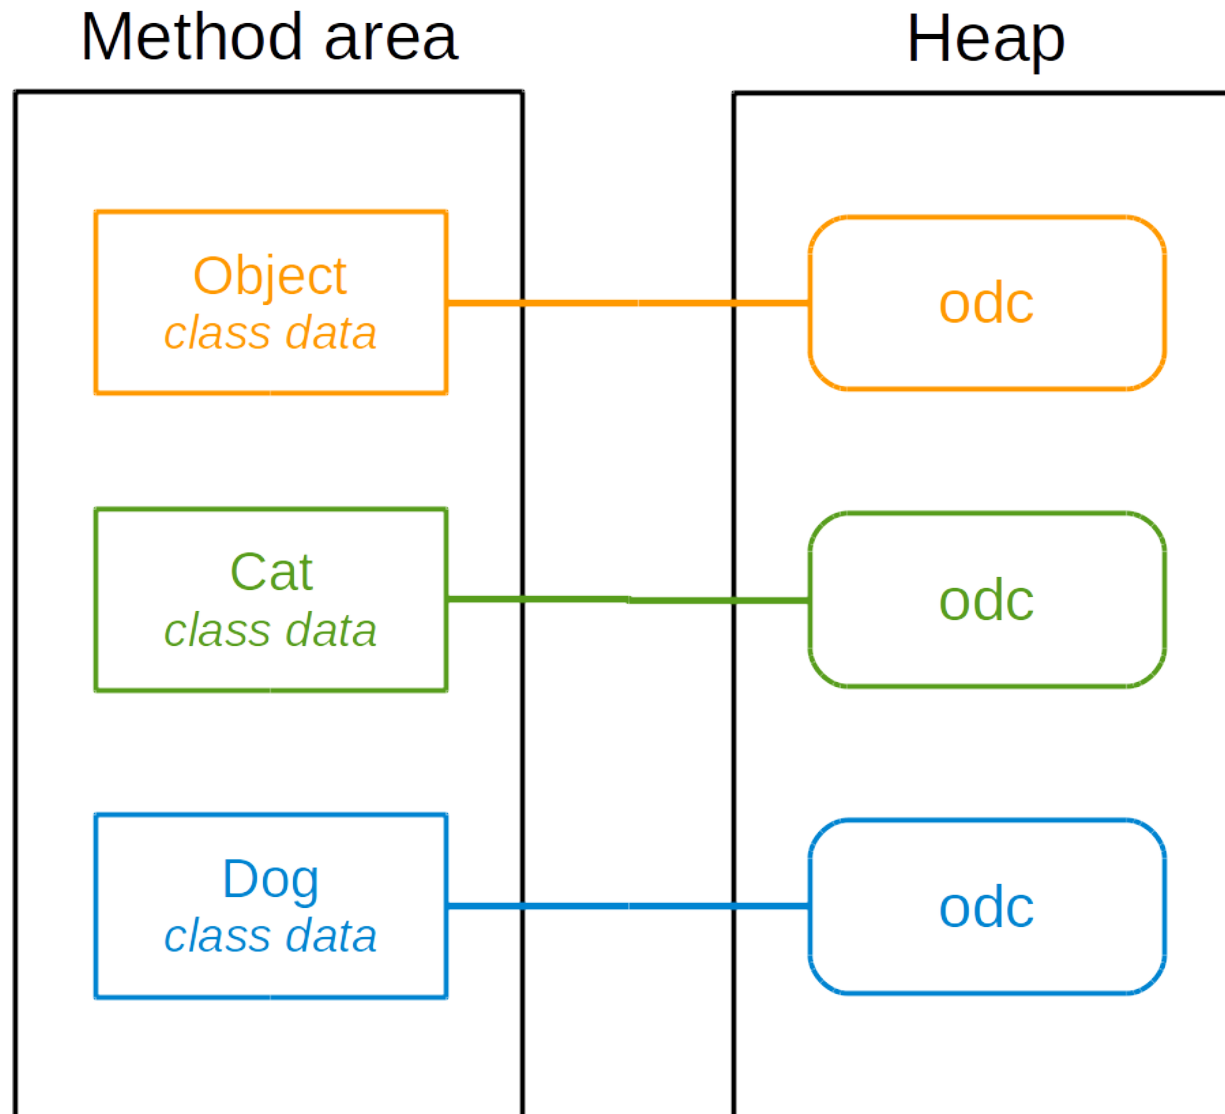 Method area
Heap
Object
class data
odc
Cat
class data
odc
Dog
class data
odc